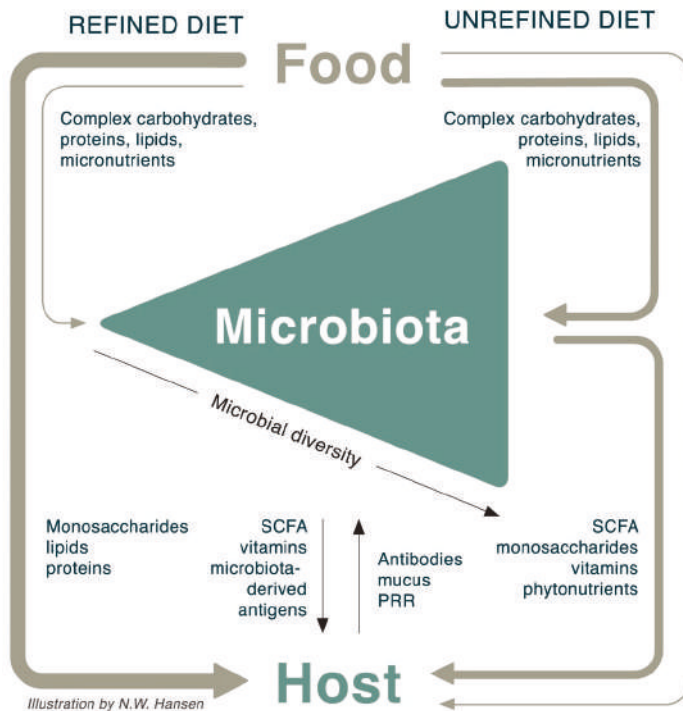 REFINED DIET
UNREFINED DIET
Food
Complex carbohydrates,
proteins, lipids,
micronutrients
Complex carbohydrates,
proteins, lipids,
micronutrients
Microbiota
Microbial diversity
Monosaccharides
lipids
proteins
SCFA
vitamins
microbiota-
derived
antigens
Antibodies
mucus
PRR
SCFA
monosaccharides
vitamins
phytonutrients
Host
Illustration by N.W. Hansen